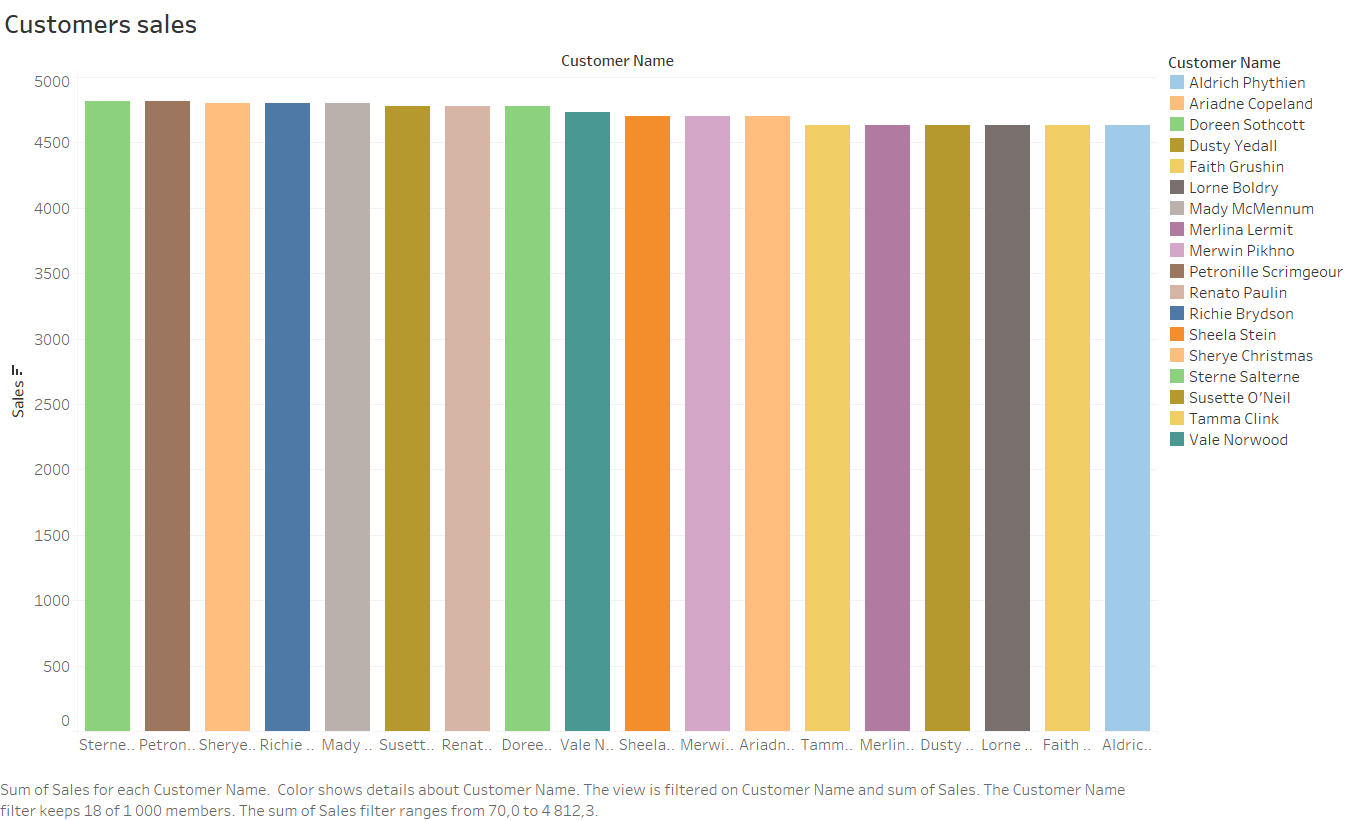 Customers sales
Customer Name
5000
4500
4000
3500
3000
2500
2000
1500
1000
500
0
Sales
Sterne.. Petron.. Sherye.. Richie .. Mady .. Susett.. Renat.. Doree.. Vale N.. Sheela.. Merwi.. Ariadn.. Tamm.. Merlin.. Dusty .. Lorne .. Faith .. Aldric..
Customer Name
Aldrich Phythien
Ariadne Copeland
Doreen Sothcott
Dusty Yedall
Faith Grushin
Lorne Boldry
Mady McMennum
Merlina Lermit
Merwin Pikhno
Petronille Scrimgeour
Renato Paulin
Richie Brydson
Sheela Stein
Sherye Christmas
Sterne Salterne
Susette O'Neil
Tamma Clink
Vale Norwood
Sum of Sales for each Customer Name.  Color shows details about Customer Name. The view is filtered on Customer Name and sum of Sales. The Customer Name
filter keeps 18 of 1 000 members. The sum of Sales filter ranges from 70,0 to 4 812,3.